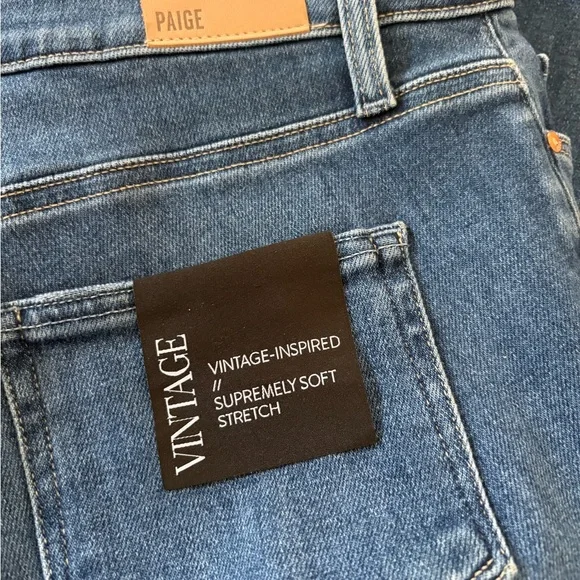 PAIGE
VINTAGE
VINTAGE-INSPIRED
//
SUPREMELY SOFT
STRETCH